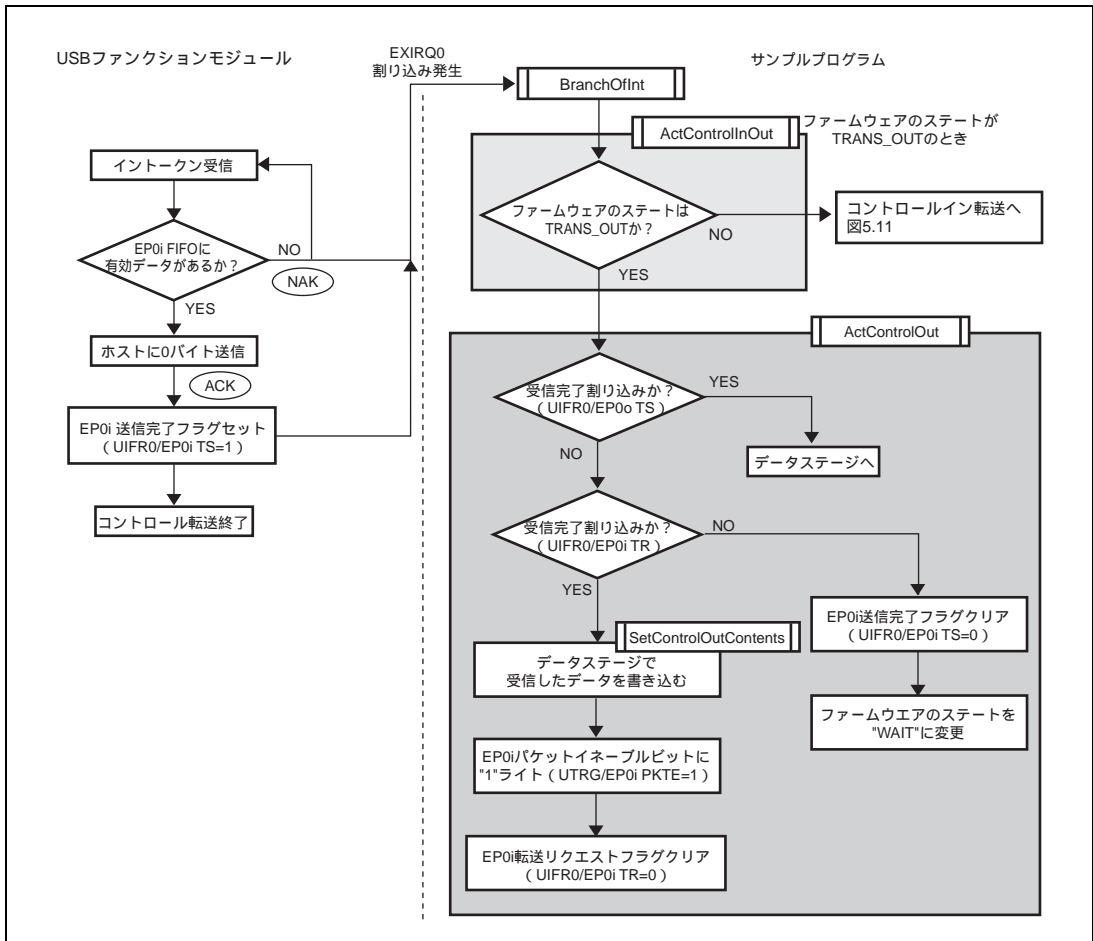 USBファンクションモジュール
EXIRQ0
割り込み発生
サンプルプログラム
BranchOfInt
ActControlInOut
ファームウェアのステートが
TRANS_OUTのとき
イントークン受信
ファームウェアのステートは
TRANS_OUTか？
NO
コントロールイン転送へ
図5.11
YES
EP0i FIFOに
有効データがあるか？
NO
NAK
YES
ホストに0バイト送信
ACK
EP0i 送信完了フラグセット
（ UIFR0/EP0i TS=1 ）
コントロール転送終了
ActControlOut
受信完了割り込みか？
（ UIFR0/EP0o TS ）
YES
データステージへ
NO
受信完了割り込みか？
（ UIFR0/EP0i TR ）
NO
YES
EP0i送信完了フラグクリア
（ UIFR0/EP0i TS=0 ）
ファームウエアのステートを
"WAIT"に変更
SetControlOutContents
データステージで
受信したデータを書き込む
EP0iパケットイネーブルビットに
"1"ライト（ UTRG/EP0i PKTE=1 ）
EP0i転送リクエストフラグクリア
（ UIFR0/EP0i TR=0 ）